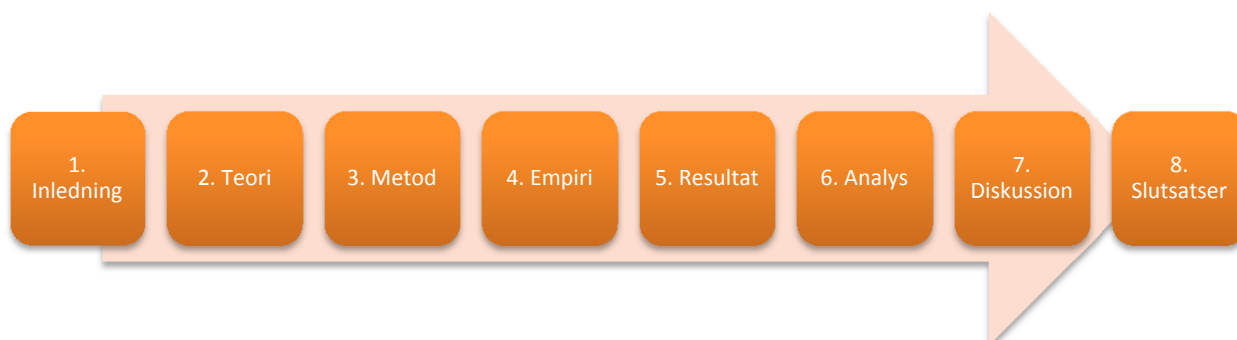 1.
Inledning
2. Teori
3. Metod
4. Empiri
5. Resultat
6. Analys
7.
Diskussion
8.
Slutsatser